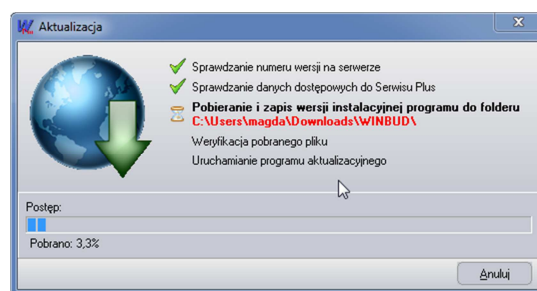 Aktualizacja
Sprawdzanie numeru wersji na serwerze
Sprawdzanie danych dostępowych do Serwisu Plus
Pobieranie i zapis wersji instalacyjnej programu do folderu
C:\Users\magda\Downloads\WINBUD\
Weryfikacja pobranego pliku
Uruchamianie programu aktualizacyjnego
Postęp:
Pobrano: 3,3%
Anuluj